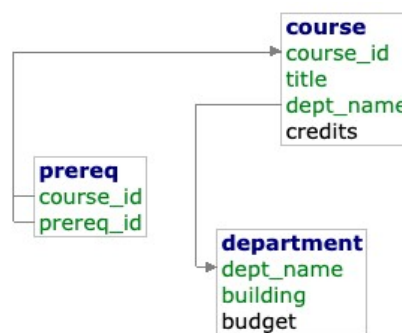 course
course_id
title
dept_name
credits
prereq
course_id
prereq_id
department
dept_name
building
budget